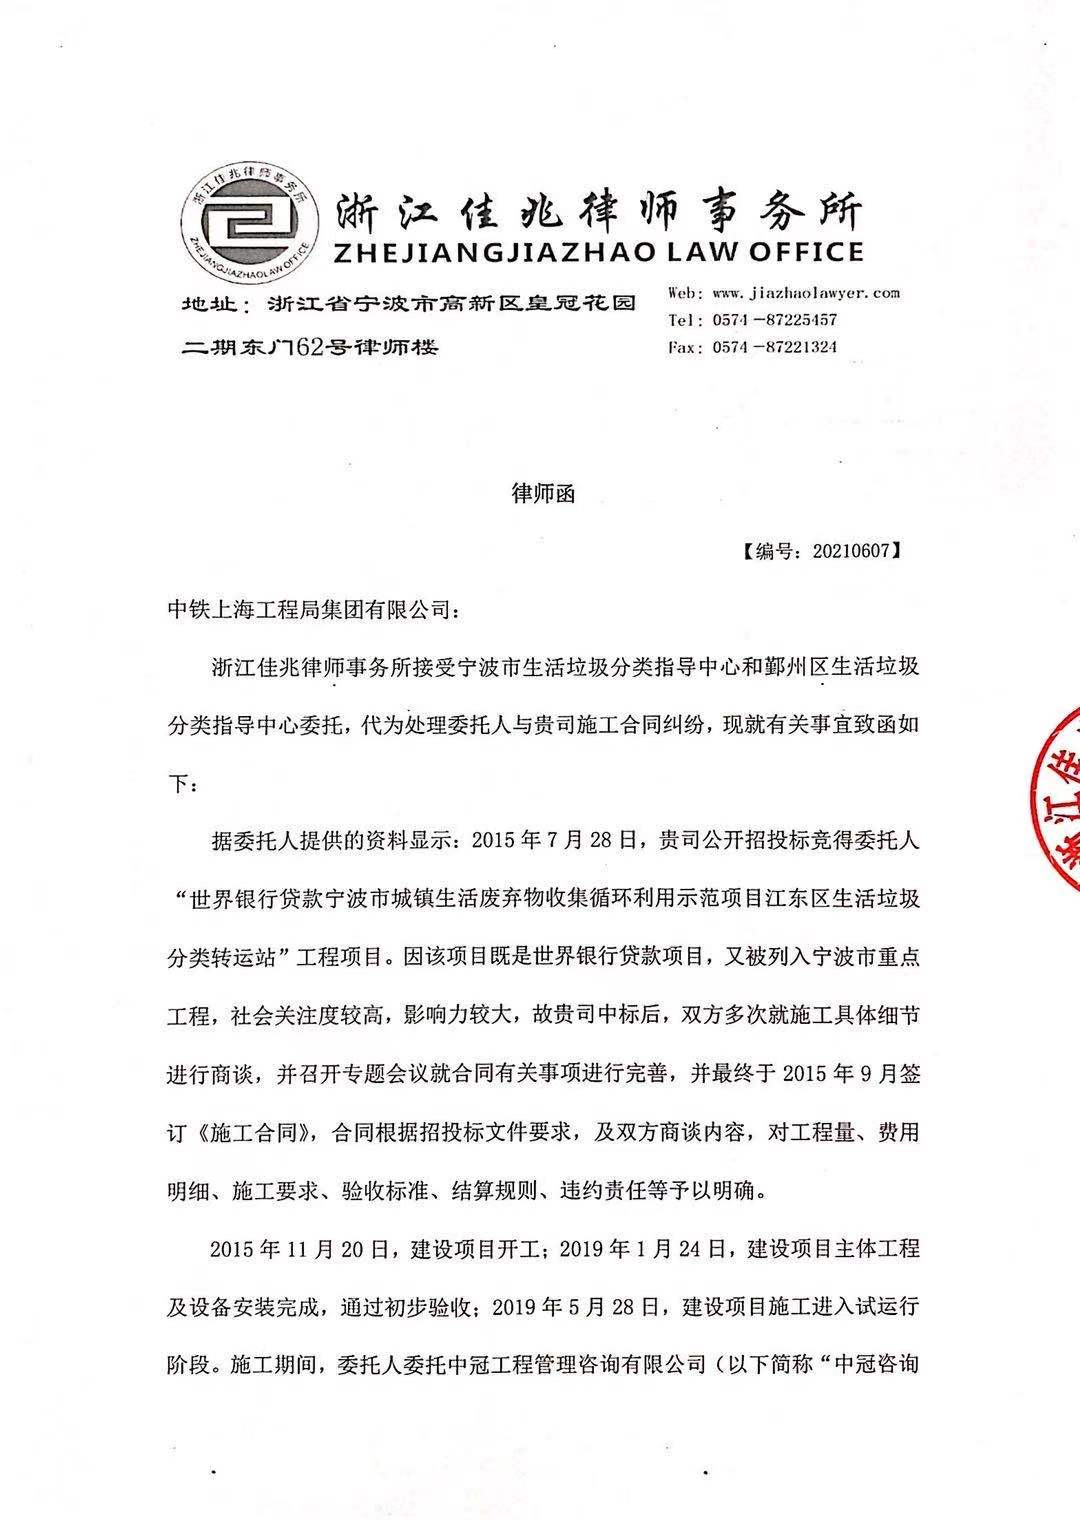 浙江佳兆律师事务所
ZHEJIANGJIAZHAO LAW OFFICE
浙江佳兆律师事务所
ZHEJIANGJIAZHAO LAW OFFICE
地址：浙江省宁波市高新区皇冠花园
二期东门62号律师楼
Web: www.jiazhaolawyer.com
Tel: 0574-87225457
Fax: 0574-87221324
律师函
【编号：20210607】
中铁上海工程局集团有限公司：
浙江佳兆律师事务所接受宁波市生活垃圾分类指导中心和鄞州区生活垃圾
分类指导中心委托，代为处理委托人与贵司施工合同纠纷，现就有关事宜致函如
下：
据委托人提供的资料显示：2015年7月28日，贵司公开招投标竞得委托人
“世界银行贷款宁波市城镇生活废弃物收集循环利用示范项目江东区生活垃圾
分类转运站”工程项目。因该项目既是世界银行贷款项目，又被列入宁波市重点
工程，社会关注度较高，影响力较大，故贵司中标后，双方多次就施工具体细节
进行商谈，并召开专题会议就合同有关事项进行完善，并最终于2015年9月签
订《施工合同》，合同根据招投标文件要求，及双方商谈内容，对工程量、费用
明细、施工要求、验收标准、结算规则、违约责任等予以明确。
2015年11月20日，建设项目开工；2019年1月24日，建设项目主体工程
及设备安装完成，通过初步验收；2019年5月28日，建设项目施工进入试运行
阶段。施工期间，委托人委托中冠工程管理咨询有限公司（以下简称“中冠咨询
浙江佳